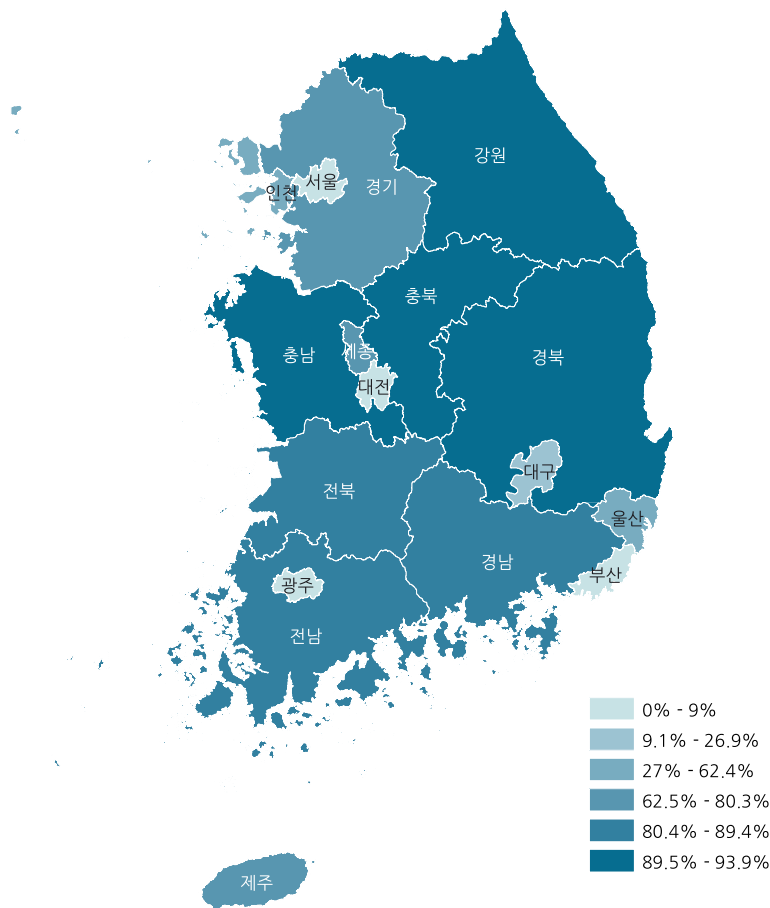 강원
서울
경기
인천
충북
세종
충남
경북
대전
대구
전북
울산
경남
부산
광주
전남
제주
0% - 9%
9.1% - 26.9%
27% - 62.4%
62.5% - 80.3%
80.4% - 89.4%
89.5% - 93.9%